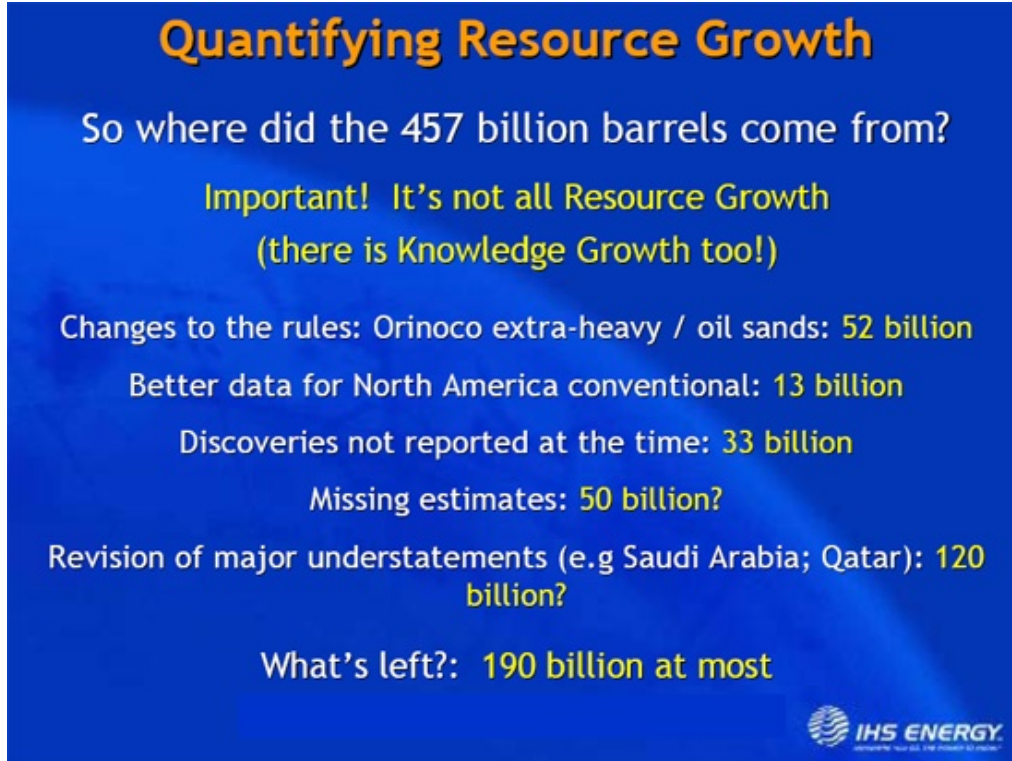 Quantifying Resource Growth
So where did the 457 billion barrels come from?
Important!  It's not all Resource Growth
(there is Knowledge Growth too!)
Changes to the rules: Orinoco extra-heavy / oil sands: 52 billion
Better data for North America conventional: 13 billion
Discoveries not reported at the time: 33 billion
Missing estimates: 50 billion?
Revision of major understatements (e.g Saudi Arabia; Qatar): 120
billion?
What's left?:  190 billion at most
IHS ENERGY